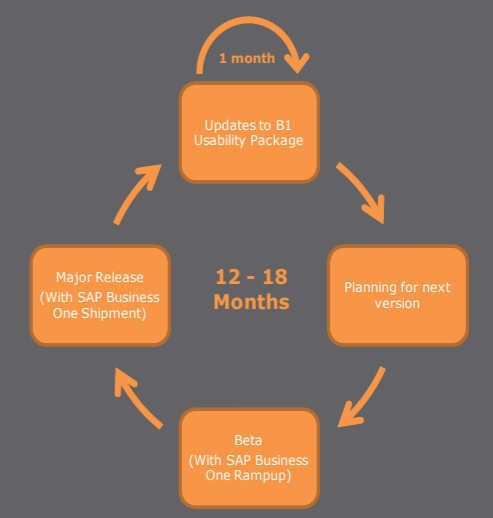 1 month
Updates to B1
Usability Package
Major Release
(With SAP Business
One Shipment)
12 - 18
Months
Planning for next
version
Beta
(With SAP Business
One Rampup)